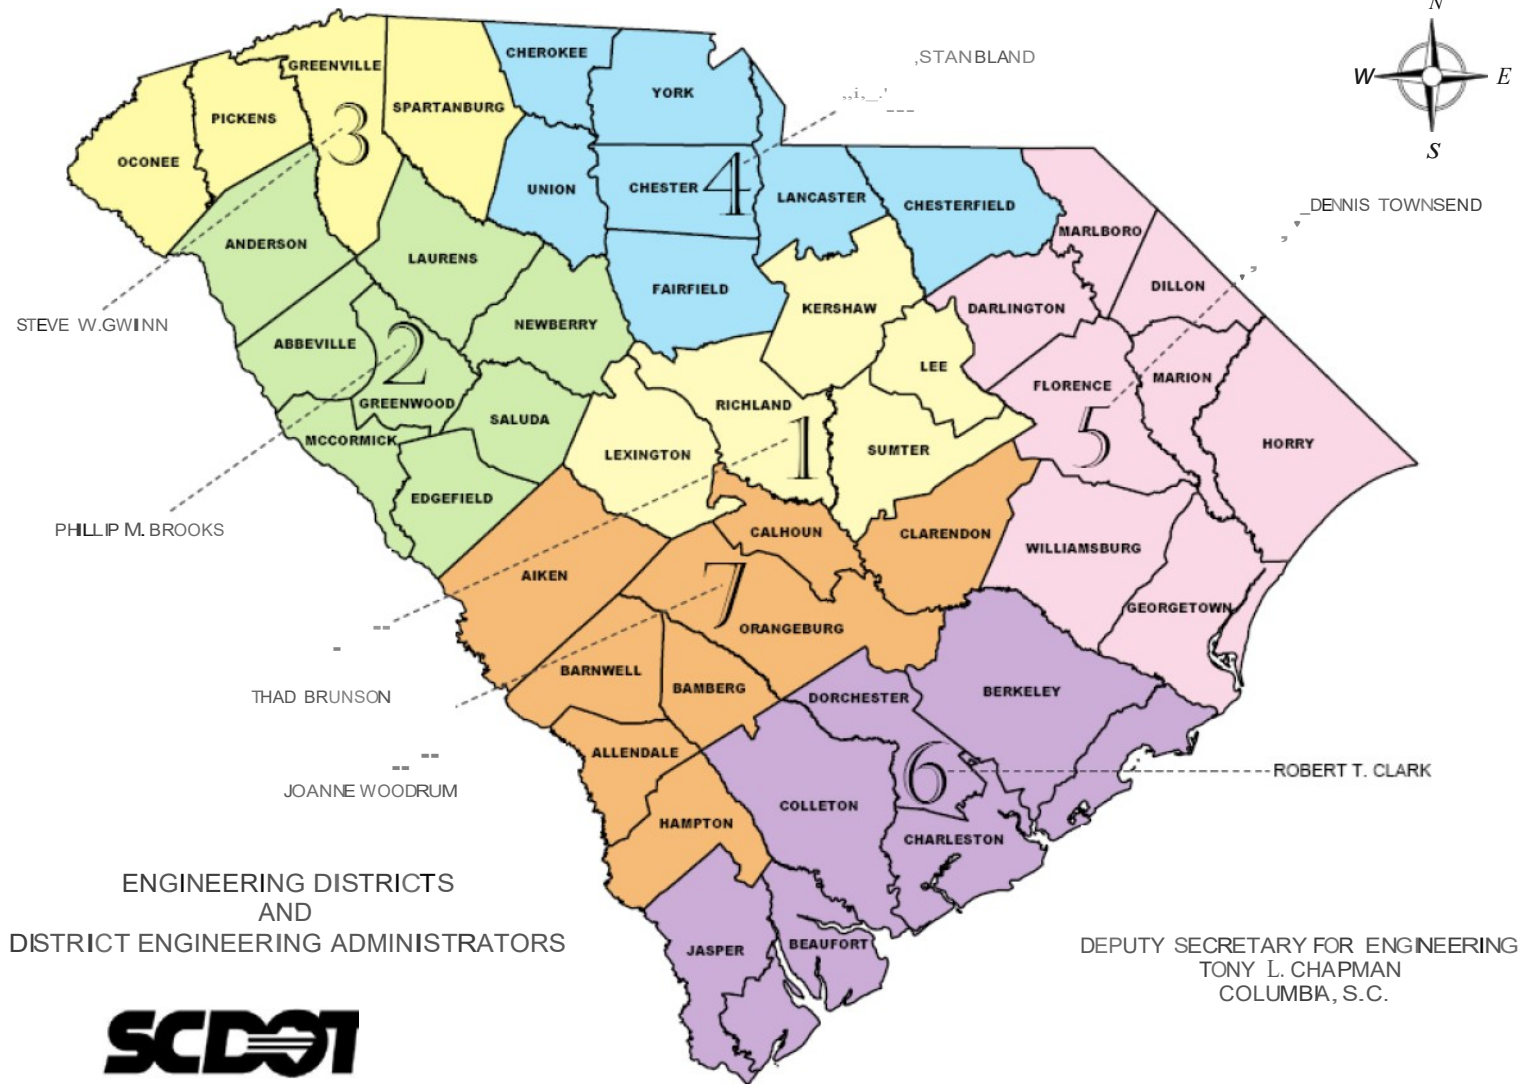 N
CHEROKEE
,STANBLAND
GREENVILLE
W
E
YORK
SPARTANBURG
PICKENS
3
S
OCONEE
UNION
CHESTER
4
LANCASTER
CHESTERFIELD
_DENNIS TOWNSEND
MARLBORO
ANDERSON
LAURENS
FAIRFIELD
DILLON
KERSHAW
DARLINGTON
STEVE W.GWINN
NEWBERRY
ABBEVILLE
2
LEE
FLORENCE
MARION
GREENWOOD
RICHLAND
SALUDA
MCCORMICK
5
HORRY
LEXINGTON
1
SUMTER
EDGEFIELD
PHILLIP M. BROOKS
CALHOUN
CLARENDON
WILLIAMSBURG
AIKEN
7
GEORGETOWN
ORANGEBURG
BARNWELL
BAMBERG
BERKELEY
THAD BRUNSON
DORCHESTER
ALLENDALE
6
ROBERT T. CLARK
JOANNE WOODRUM
COLLETON
HAMPTON
CHARLESTON
ENGINEERING DISTRICTS
AND
DISTRICT ENGINEERING ADMINISTRATORS
JASPER
BEAUFORT
DEPUTY SECRETARY FOR ENGINEERING
TONY L. CHAPMAN
COLUMBIA, S.C.
SCDOT